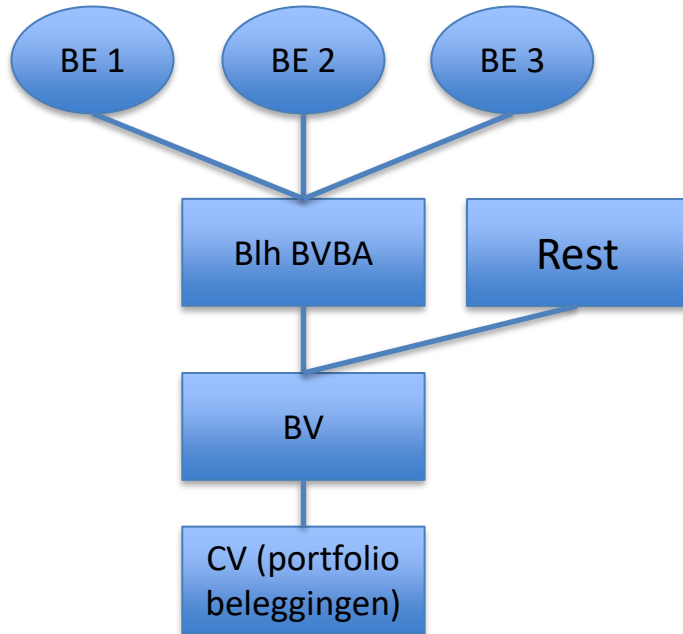 BE 1
BE 2
BE 3
Blh BVBA
Rest
BV
CV (portfolio
beleggingen)